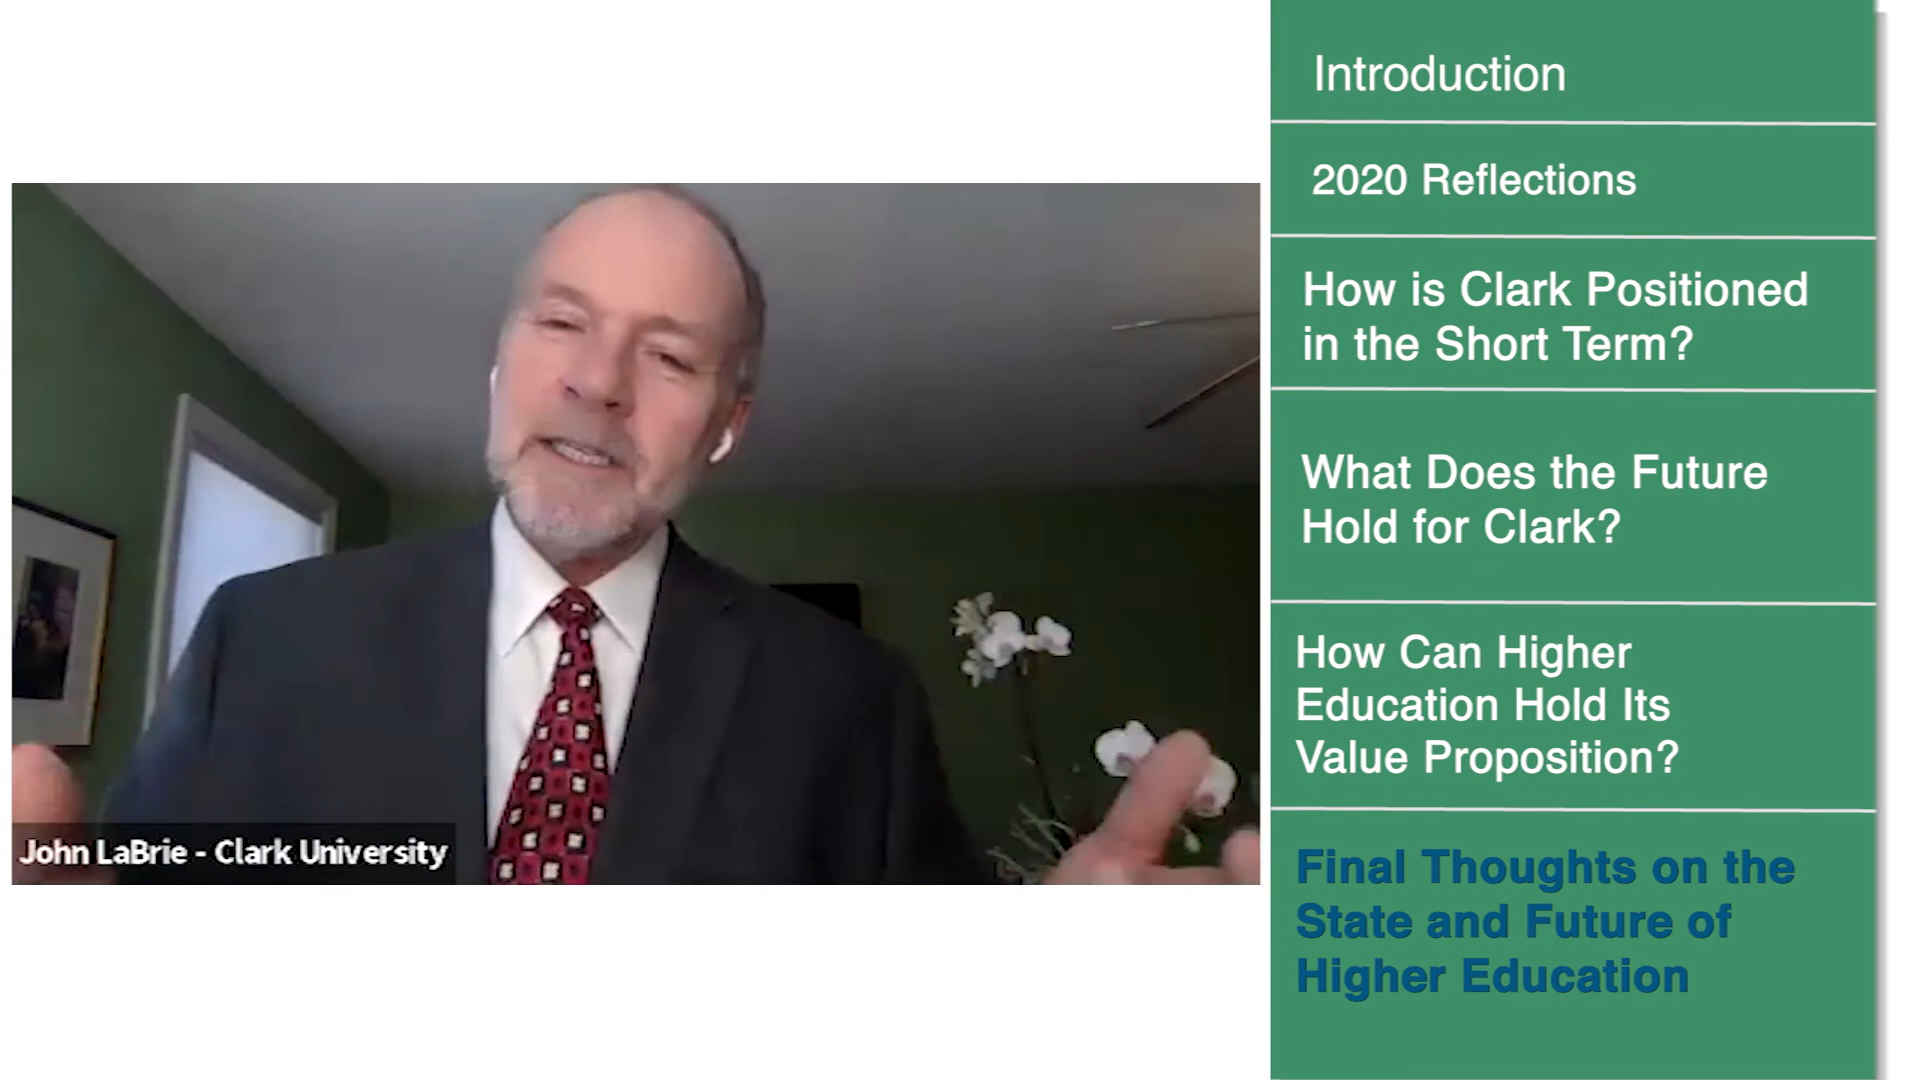 Introduction
2020 Reflections
How is Clark Positioned
in the Short Term?
What Does the Future
Hold for Clark?
How Can Higher
Education Hold Its
Value Proposition?
Final Thoughts on the
State and Future of
Higher Education
John LaBrie - Clark University